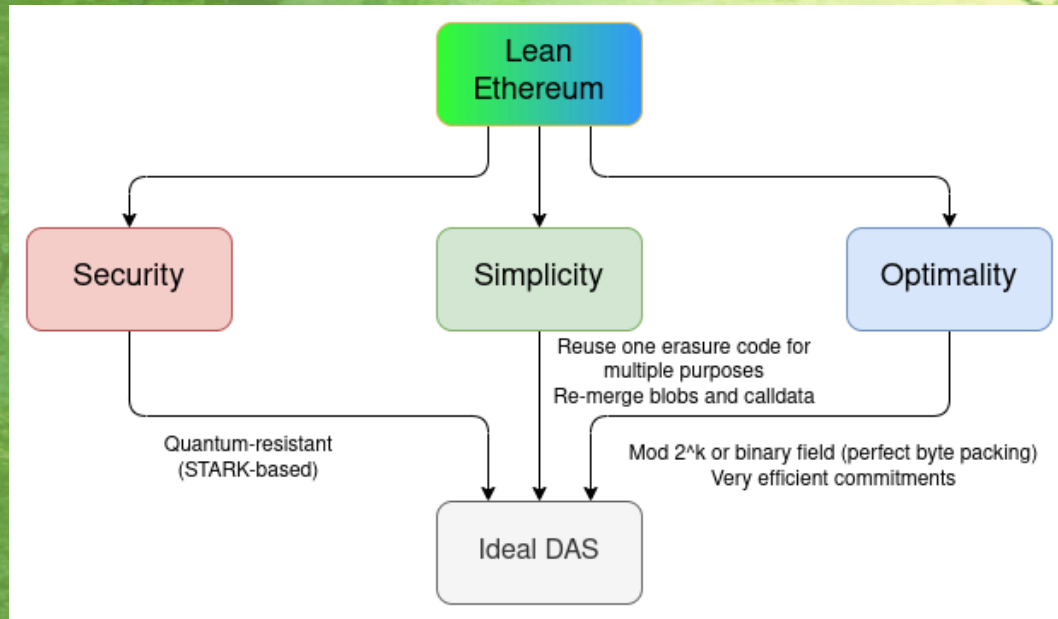 Lean
Ethereum
Security
Simplicity
Optimality
Reuse one erasure code for
multiple purposes
Re-merge blobs and calldata
Quantum-resistant
(STARK-based)
Mod 2^k or binary field (perfect byte packing)
Very efficient commitments
Ideal DAS